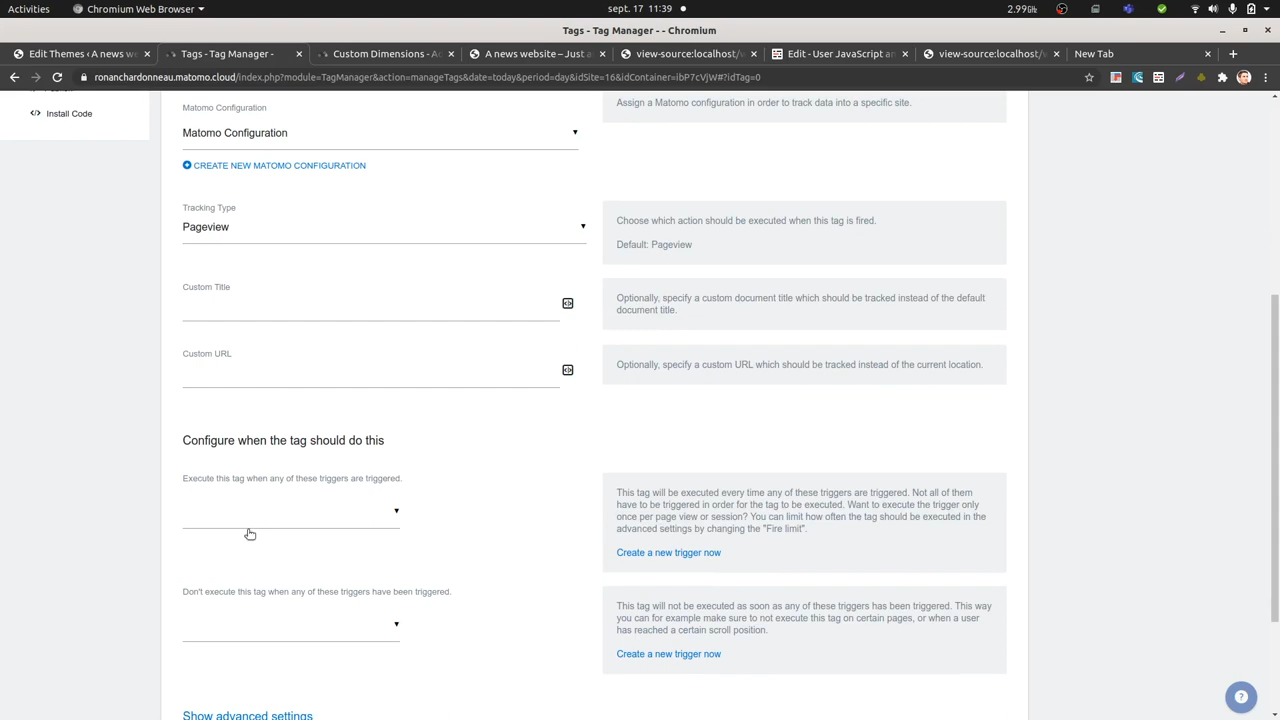 Activities
Chromium Web Browser
sept. 17 11:39
2.99GHz
Tags - Tag Manager - - Chromium
Edit Themes ‹ A news w
Tags - Tag Manager -
Custom Dimensions - A
A news website – Just a
view-source:localhost/w
Edit - User JavaScript an
view-source:localhost/w
New Tab
ronanchardonneau.matomo.cloud/index.php?module=TagManager&action=manageTags&date=today&period=day&idSite=16&idContainer=ibP7cVjW#?idTag=0
Install Code
Matomo Configuration
Assign a Matomo configuration in order to track data into a specific site.
Matomo Configuration
CREATE NEW MATOMO CONFIGURATION
Tracking Type
Pageview
Choose which action should be executed when this tag is fired.
Default: Pageview
Custom Title
Optionally, specify a custom document title which should be tracked instead of the default
document title.
Custom URL
Optionally, specify a custom URL which should be tracked instead of the current location.
Configure when the tag should do this
Execute this tag when any of these triggers are triggered.
This tag will be executed every time any of these triggers are triggered. Not all of them
have to be triggered in order for the tag to be executed. Want to execute the trigger only
once per page view or session? You can limit how often the tag should be executed in the
advanced settings by changing the "Fire limit".
Create a new trigger now
Don't execute this tag when any of these triggers have been triggered.
This tag will not be executed as soon as any of these triggers has been triggered. This way
you can for example make sure to not execute this tag on certain pages, or when a user
has reached a certain scroll position.
Create a new trigger now
Show advanced settings